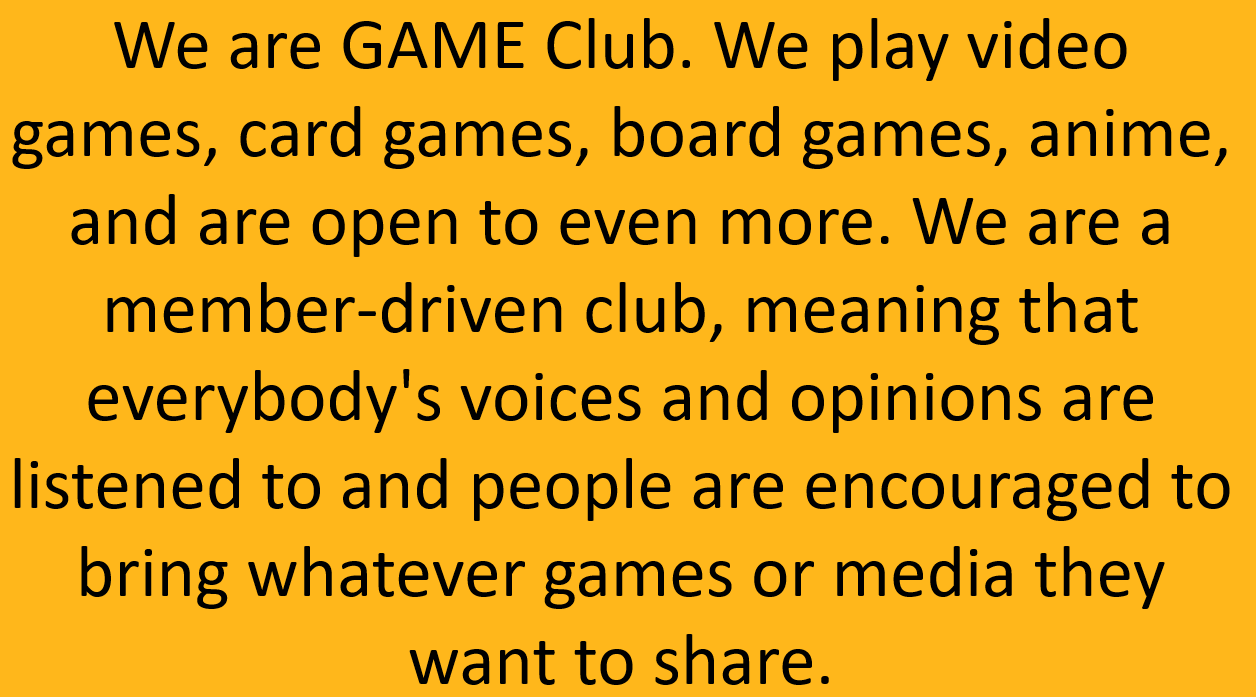 We are GAME Club. We play video
games, card games, board games, anime,
and are open to even more. We are a
member-driven club, meaning that
everybody's voices and opinions are
listened to and people are encouraged to
bring whatever games or media they
want to share.